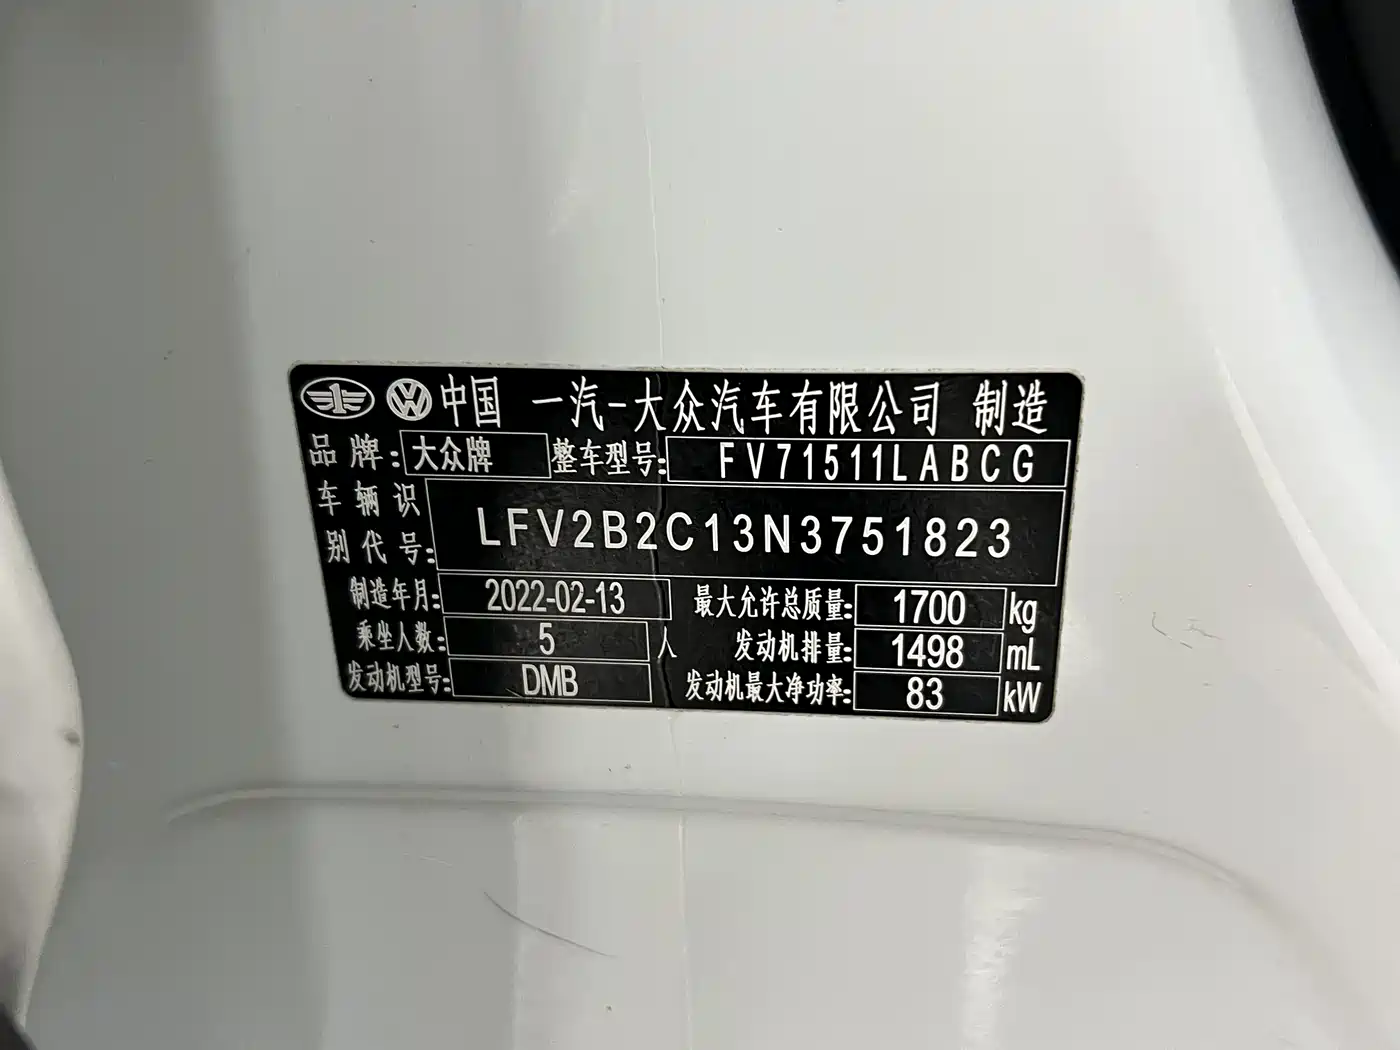 中国 一汽-大众汽车有限公司 制造
品牌: 大众牌 整车型号: FV71511LABCG
车辆识
别代号: LFV2B2C13N3751823
制造年月: 2022-02-13 最大允许总质量: 1700 kg
乘坐人数: 5 人 发动机排量: 1498 mL
发动机型号: DMB 发动机最大净功率: 83 kW